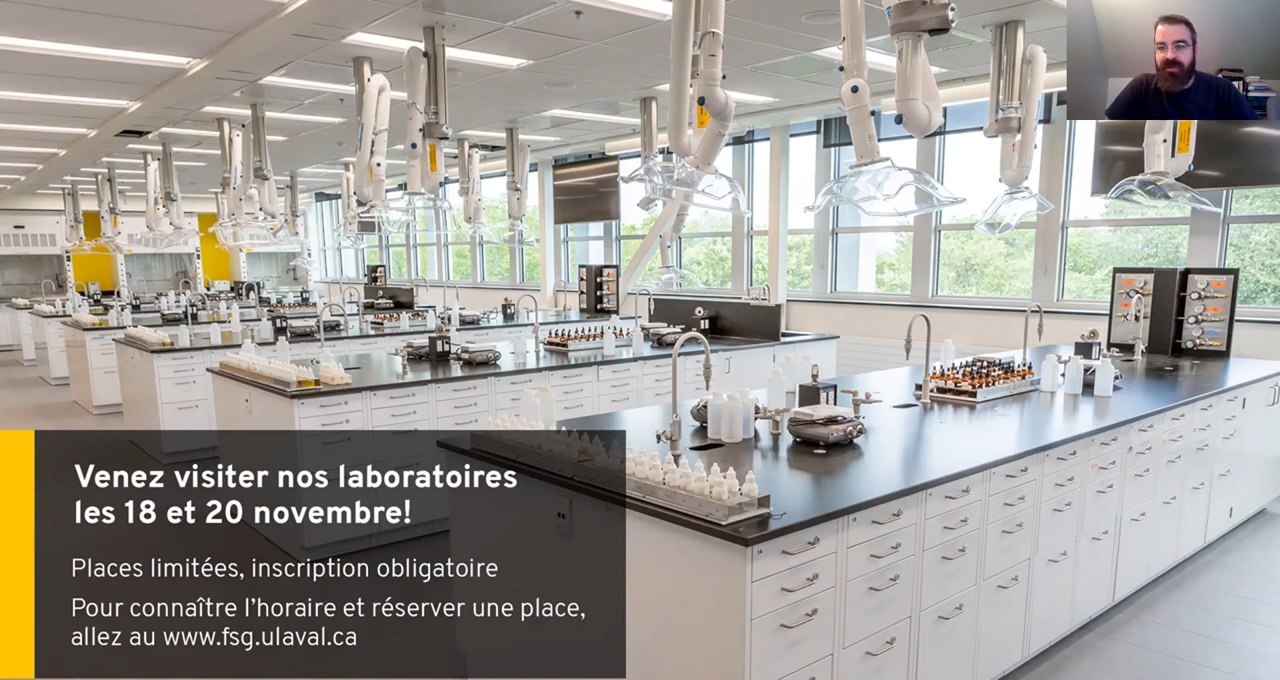 Venez visiter nos laboratoires
les 18 et 20 novembre!
Places limitées, inscription obligatoire
Pour connaître l'horaire et réserver une place,
allez au www.fsg.ulaval.ca